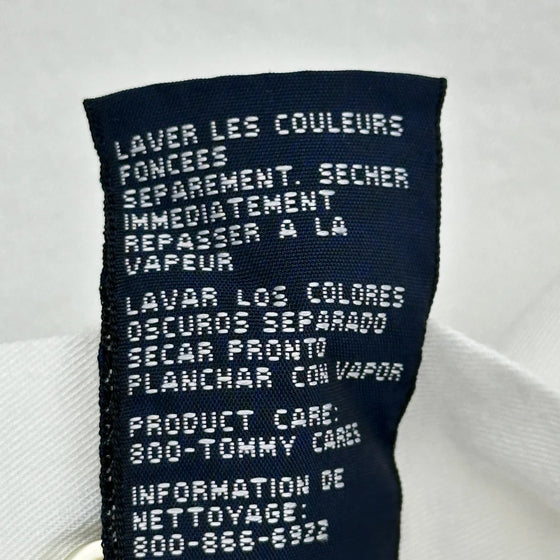 LAVER LES COULEURS
FONCEES
SEPAREMENT. SECHER
IMMEDIATEMENT
REPASSER A LA
VAPEUR
LAVAR LOS COLORES
OSCUROS SEPARADO
SECAR PRONTO
PLANCHAR CON VAPOR
PRODUCT CARE:
800-TOMMY CARES
INFORMATION DE
NETTOYAGE:
800-866-6922